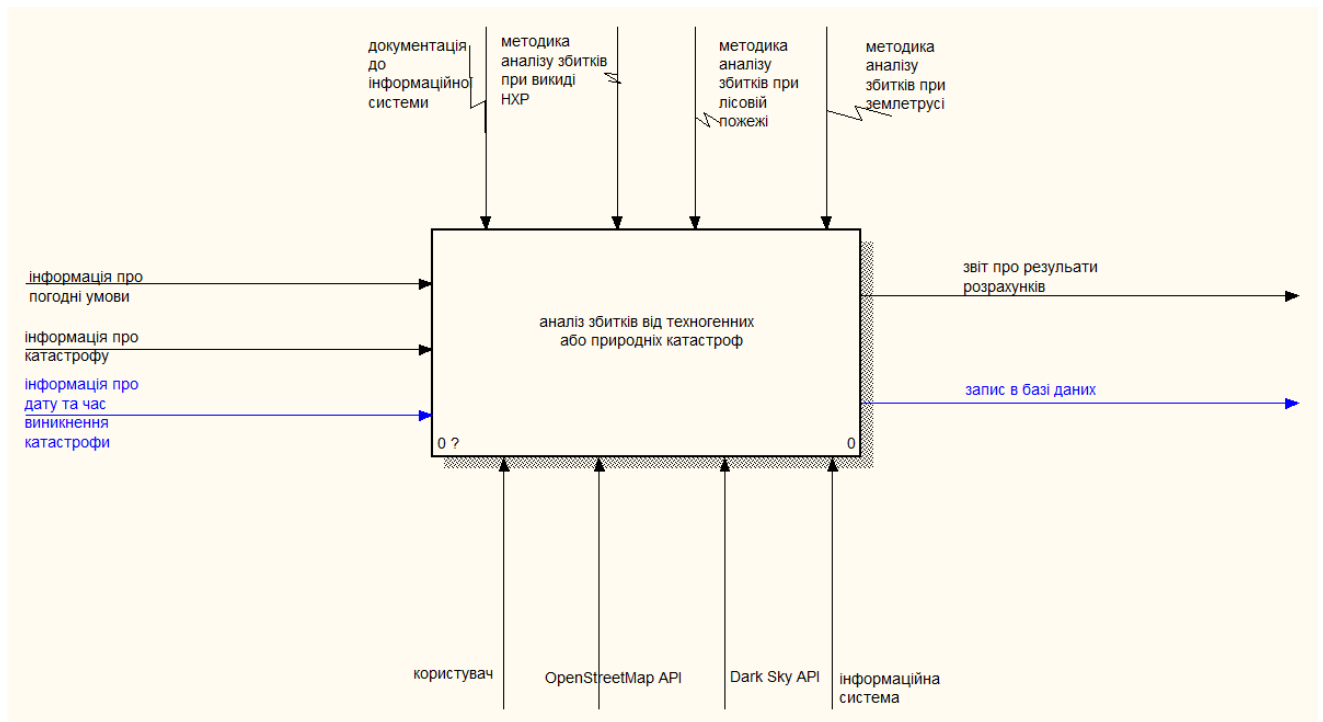 документація
до
інформаційної
системи
методика
аналізу збитків
при викиді
НХР
методика
аналізу
збитків при
лісовій
пожежі
методика
аналізу
збитків при
землетрусі
інформація про
погодні умови
інформація про
катастрофу
інформація про
дату та час
виникнення
катастрофи
аналіз збитків від техногенних
або природніх катастроф
0 ?
0
звіт про резульати
розрахунків
запис в базі даних
користувач
OpenStreetMap API
Dark Sky API
інформаційна
система